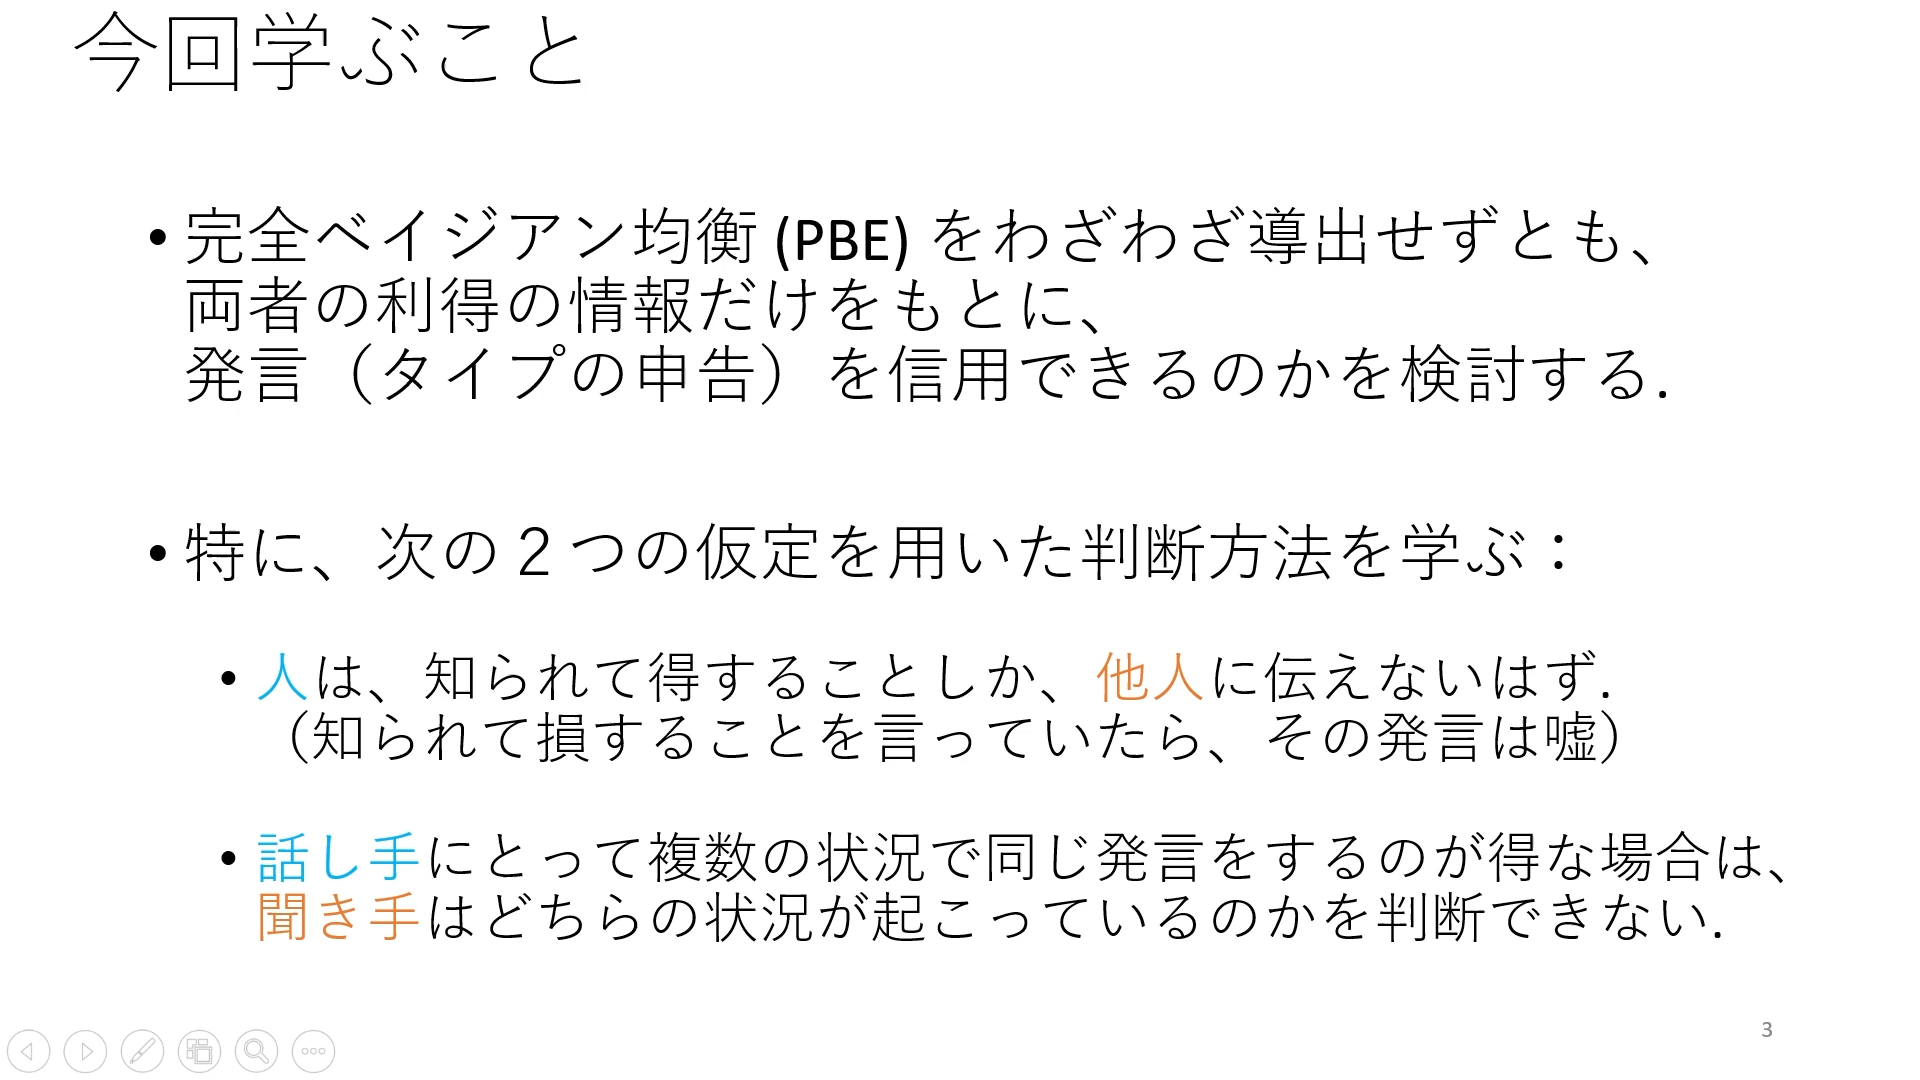 今回学ぶこと
• 完全ベイジアン均衡 (PBE) をわざわざ導出せずとも、
両者の利得の情報だけをもとに、
発言（タイプの申告）を信用できるのかを検討する.
• 特に、次の２つの仮定を用いた判断方法を学ぶ：
• 人は、知られて得することしか、他人に伝えないはず.
（知られて損することを言っていたら、その発言は嘘）
• 話し手にとって複数の状況で同じ発言をするのが得な場合は、
聞き手はどちらの状況が起こっているのかを判断できない.
3